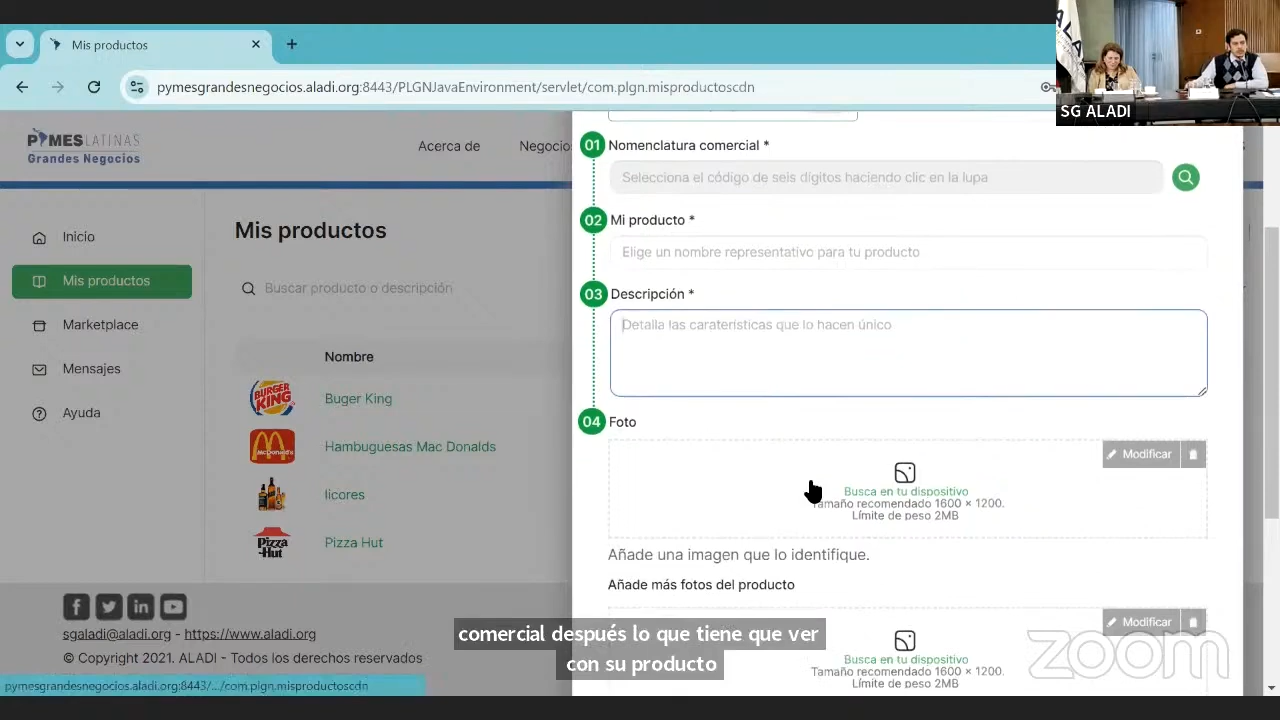 Mis productos
pymesgrandesnegocios.aladi.org:8443/PLGNJavaEnvironment/servlet/com.plgn.misproductoscdn
SG ALADI
PYMESLATINAS
Grandes Negocios
Acerca de
Negocio
Inicio
Mis productos
Marketplace
Mensajes
Ayuda
Mis productos
Buscar producto o descripción
Nombre
BURGER KING
Buger King
McDonald's
Hambuguesas Mac Donalds
licores
Pizza Hut
Pizza Hut
01 Nomenclatura comercial *
Selecciona el código de seis dígitos haciendo clic en la lupa
02 Mi producto *
Elige un nombre representativo para tu producto
03 Descripción *
Detalla las caraterísticas que lo hacen único
04 Foto
Modificar
Busca en tu dispositivo
Tamaño recomendado 1600 x 1200.
Límite de peso 2MB
Añade una imagen que lo identifique.
Añade más fotos del producto
Modificar
Busca en tu dispositivo
Tamaño recomendado 1600 x 1200.
Límite de peso 2MB
sgaladi@aladi.org - https://www.aladi.org
© Copyright 2021. ALADI - Todos los derechos reservados
pymesgrandesnegocios.aladi.org:8443/.../com.plgn.misproductoscdn
comercial después lo que tiene que ver
con su producto
zoom